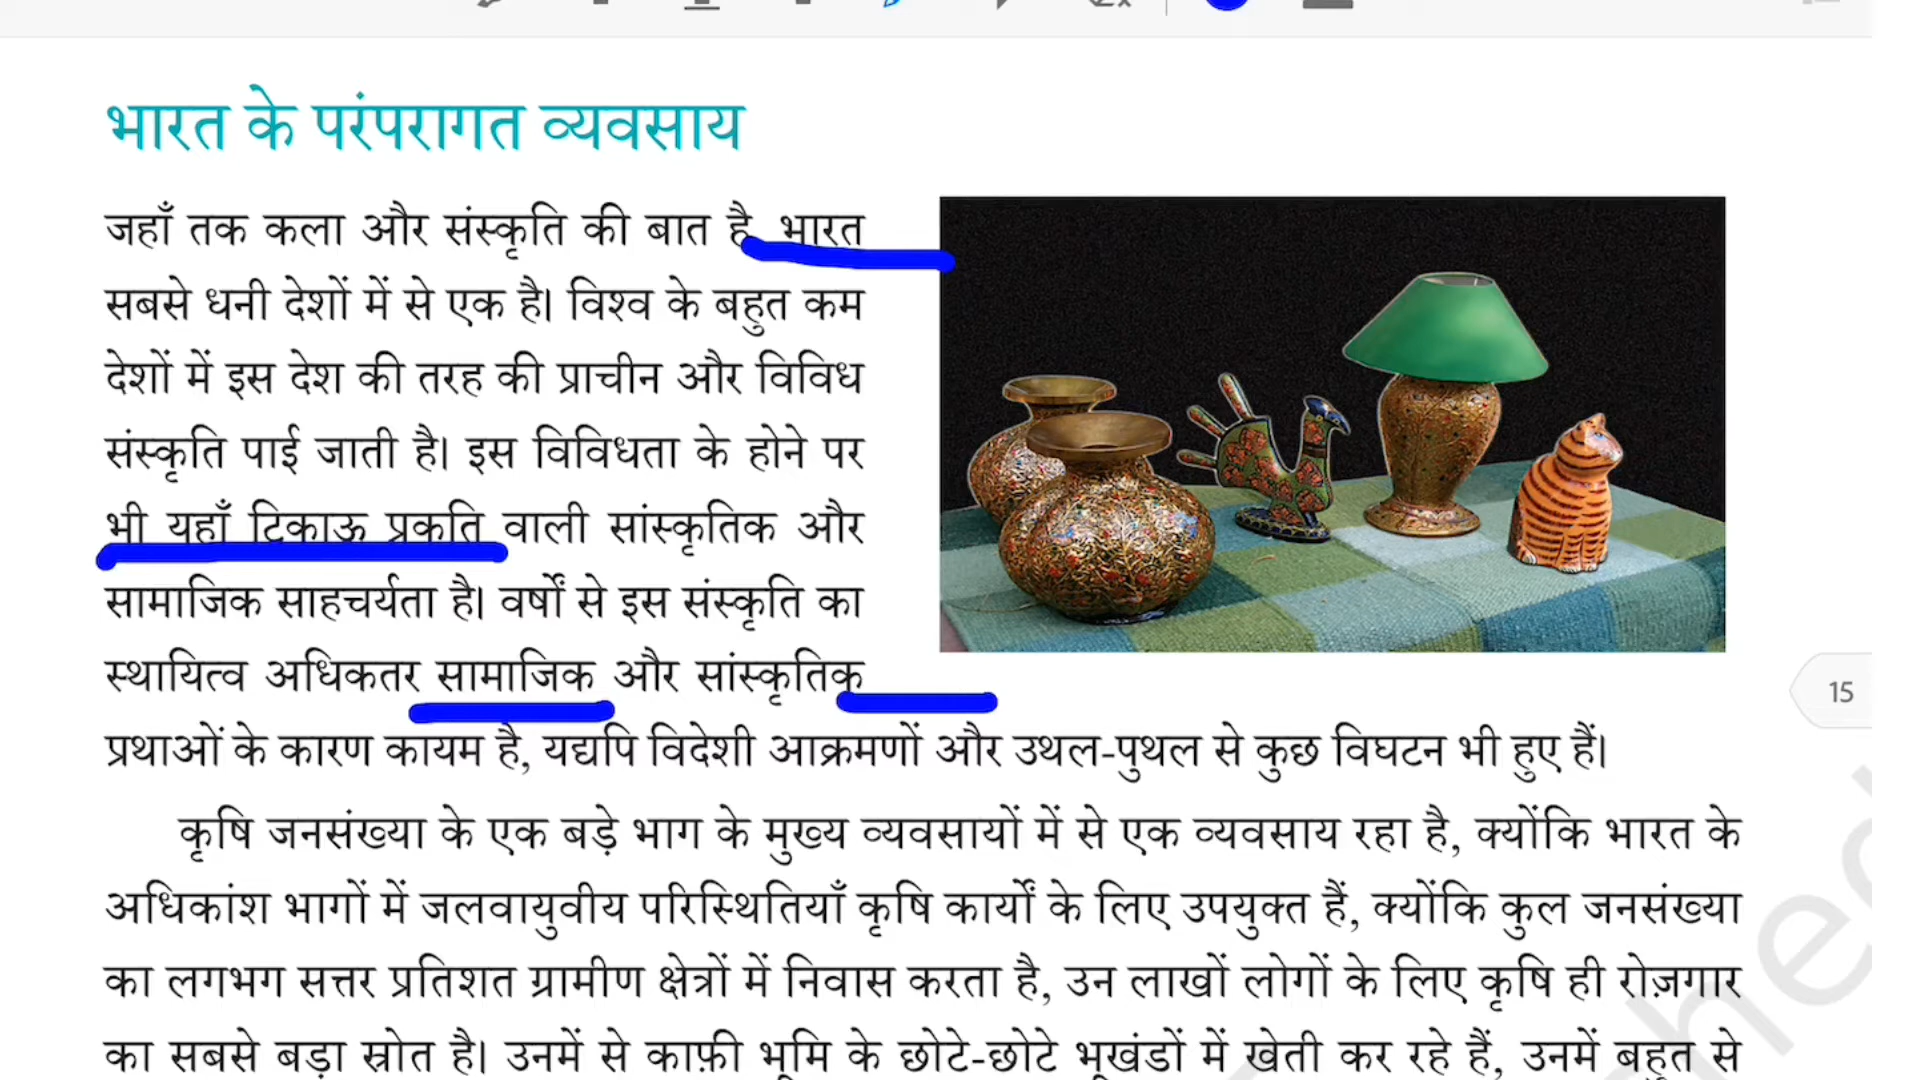 भारत के परंपरागत व्यवसाय
जहाँ तक कला और संस्कृति की बात है भारत
सबसे धनी देशों में से एक है। विश्व के बहुत कम
देशों में इस देश की तरह की प्राचीन और विविध
संस्कृति पाई जाती है। इस विविधता के होने पर
भी यहाँ टिकाऊ प्रकृति वाली सांस्कृतिक और
सामाजिक साहचर्यता है। वर्षों से इस संस्कृति का
स्थायित्व अधिकतर सामाजिक और सांस्कृतिक
15
प्रथाओं के कारण कायम है, यद्यपि विदेशी आक्रमणों और उथल-पुथल से कुछ विघटन भी हुए हैं।
कृषि जनसंख्या के एक बड़े भाग के मुख्य व्यवसायों में से एक व्यवसाय रहा है, क्योंकि भारत के
अधिकांश भागों में जलवायुवीय परिस्थितियाँ कृषि कार्यों के लिए उपयुक्त हैं, क्योंकि कुल जनसंख्या
का लगभग सत्तर प्रतिशत ग्रामीण क्षेत्रों में निवास करता है, उन लाखों लोगों के लिए कृषि ही रोज़गार
का सबसे बड़ा स्रोत है। उनमें से काफ़ी भूमि के छोटे-छोटे भूखंडों में खेती कर रहे हैं, उनमें बहुत से